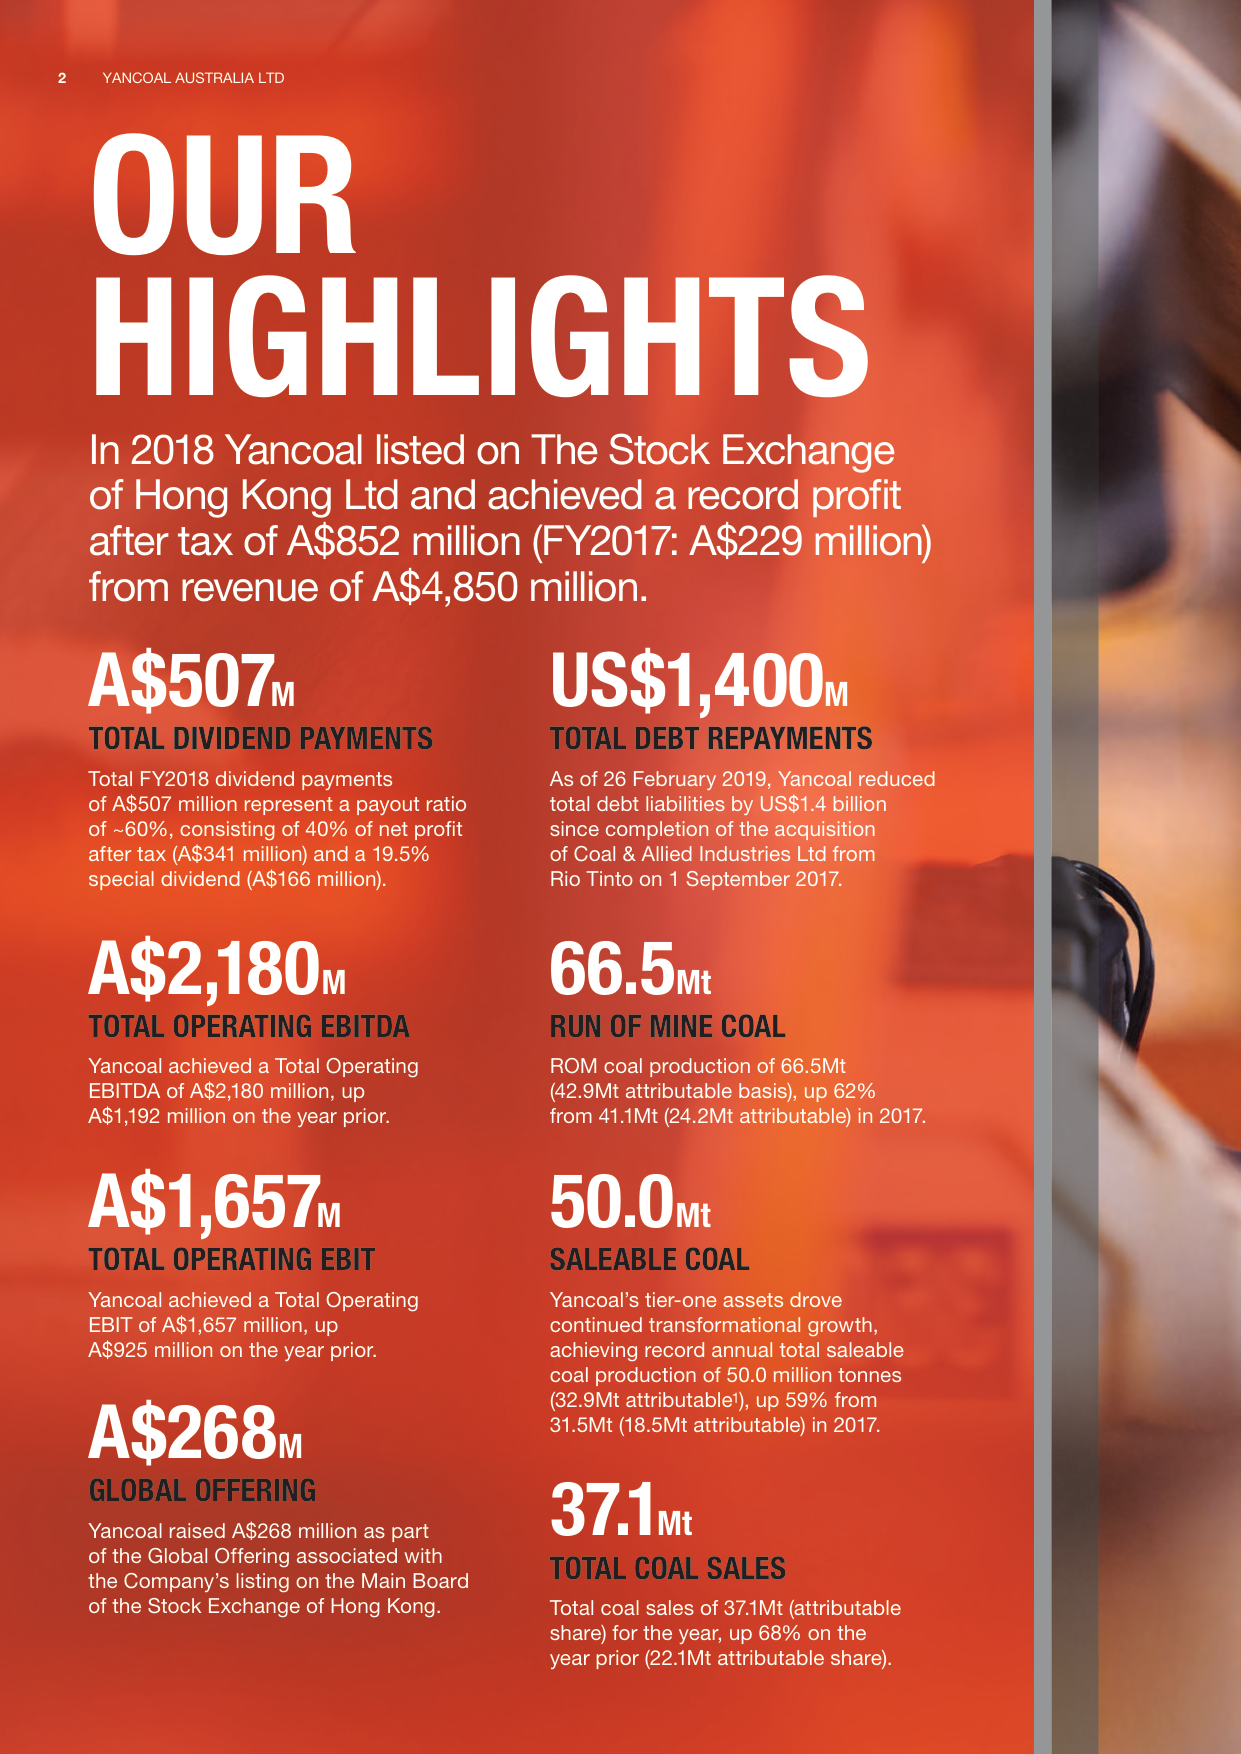 2 YANCOAL AUSTRALIA LTD
OUR
HIGHLIGHTS
In 2018 Yancoal listed on The Stock Exchange
of Hong Kong Ltd and achieved a record profit
after tax of A$852 million (FY2017: A$229 million)
from revenue of A$4,850 million.
A$507M
TOTAL DIVIDEND PAYMENTS
Total FY2018 dividend payments
of A$507 million represent a payout ratio
of ~60%, consisting of 40% of net profit
after tax (A$341 million) and a 19.5%
special dividend (A$166 million).
A$2,180M
TOTAL OPERATING EBITDA
Yancoal achieved a Total Operating
EBITDA of A$2,180 million, up
A$1,192 million on the year prior.
A$1,657M
TOTAL OPERATING EBIT
Yancoal achieved a Total Operating
EBIT of A$1,657 million, up
A$925 million on the year prior.
A$268M
GLOBAL OFFERING
Yancoal raised A$268 million as part
of the Global Offering associated with
the Company's listing on the Main Board
of the Stock Exchange of Hong Kong.
US$1,400M
TOTAL DEBT REPAYMENTS
As of 26 February 2019, Yancoal reduced
total debt liabilities by US$1.4 billion
since completion of the acquisition
of Coal & Allied Industries Ltd from
Rio Tinto on 1 September 2017.
66.5Mt
RUN OF MINE COAL
ROM coal production of 66.5Mt
(42.9Mt attributable basis), up 62%
from 41.1Mt (24.2Mt attributable) in 2017.
50.0Mt
SALEABLE COAL
Yancoal's tier-one assets drove
continued transformational growth,
achieving record annual total saleable
coal production of 50.0 million tonnes
(32.9Mt attributable¹), up 59% from
31.5Mt (18.5Mt attributable) in 2017.
37.1Mt
TOTAL COAL SALES
Total coal sales of 37.1Mt (attributable
share) for the year, up 68% on the
year prior (22.1Mt attributable share).